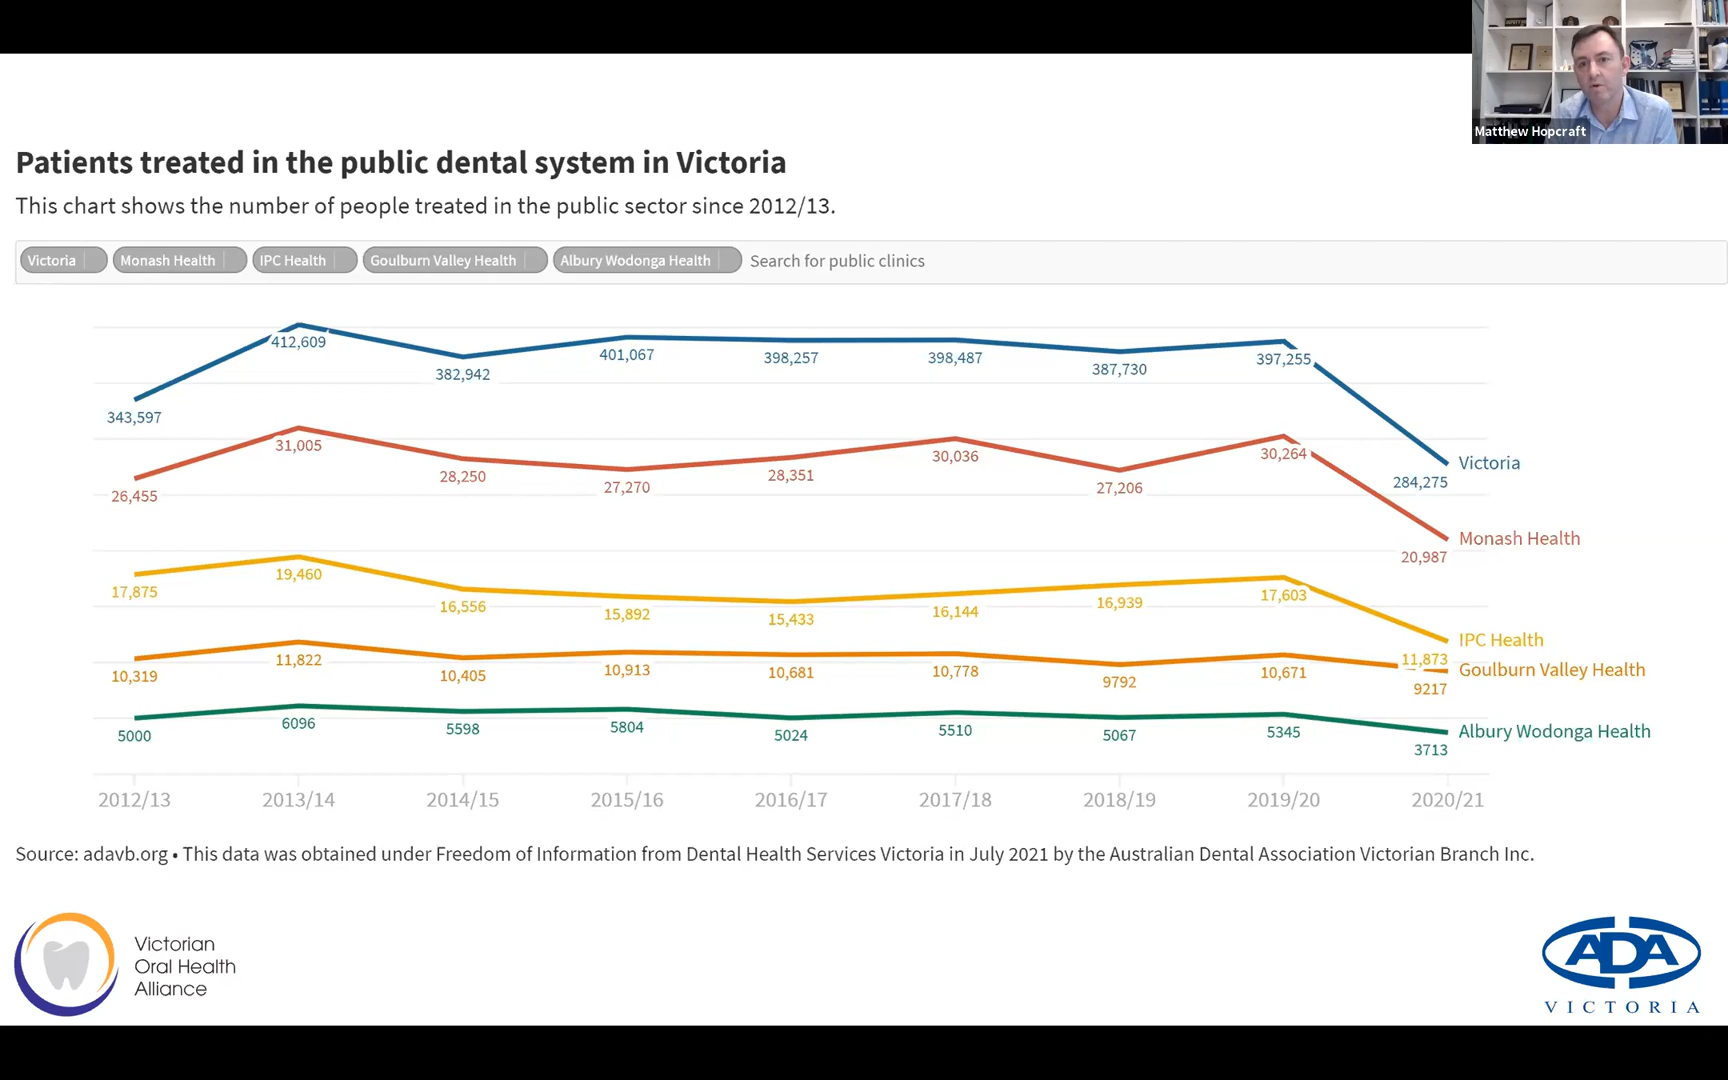 Matthew Hopcraft
Patients treated in the public dental system in Victoria
This chart shows the number of people treated in the public sector since 2012/13.
Victoria Monash Health IPC Health Goulburn Valley Health Albury Wodonga Health Search for public clinics
343,597 412,609 382,942 401,067 398,257 398,487 387,730 397,255 284,275 Victoria
26,455 31,005 28,250 27,270 28,351 30,036 27,206 30,264 20,987 Monash Health
17,875 19,460 16,556 15,892 15,433 16,144 16,939 17,603 11,873 IPC Health
10,319 11,822 10,405 10,913 10,681 10,778 9792 10,671 9217 Goulburn Valley Health
5000 6096 5598 5804 5024 5510 5067 5345 3713 Albury Wodonga Health
2012/13 2013/14 2014/15 2015/16 2016/17 2017/18 2018/19 2019/20 2020/21
Source: adavb.org • This data was obtained under Freedom of Information from Dental Health Services Victoria in July 2021 by the Australian Dental Association Victorian Branch Inc.
Victorian
Oral Health
Alliance
ADA
VICTORIA